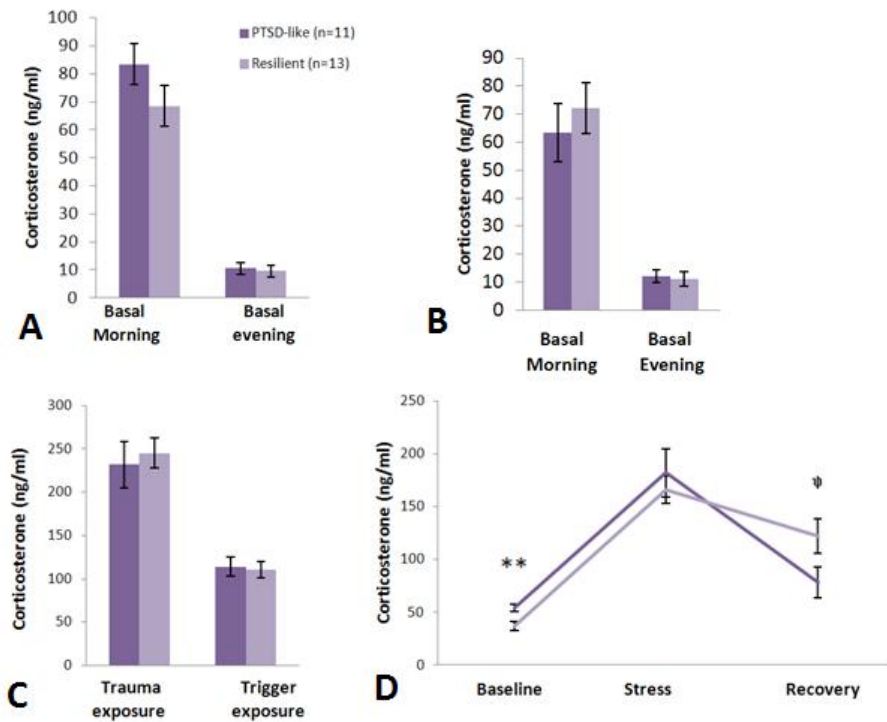 Corticosterone (ng/ml)
100
90
80
70
60
50
40
30
20
10
0
PTSD-like (n=11)
Resilient (n=13)
Basal
Morning
Basal
evening
A
Corticosterone (ng/ml)
90
80
70
60
50
40
30
20
10
0
Basal
Morning
Basal
Evening
B
Corticosterone (ng/ml)
300
250
200
150
100
50
0
Trauma
exposure
Trigger
exposure
C
Corticosterone (ng/ml)
250
200
150
100
50
0
**
ψ
Baseline
Stress
Recovery
D